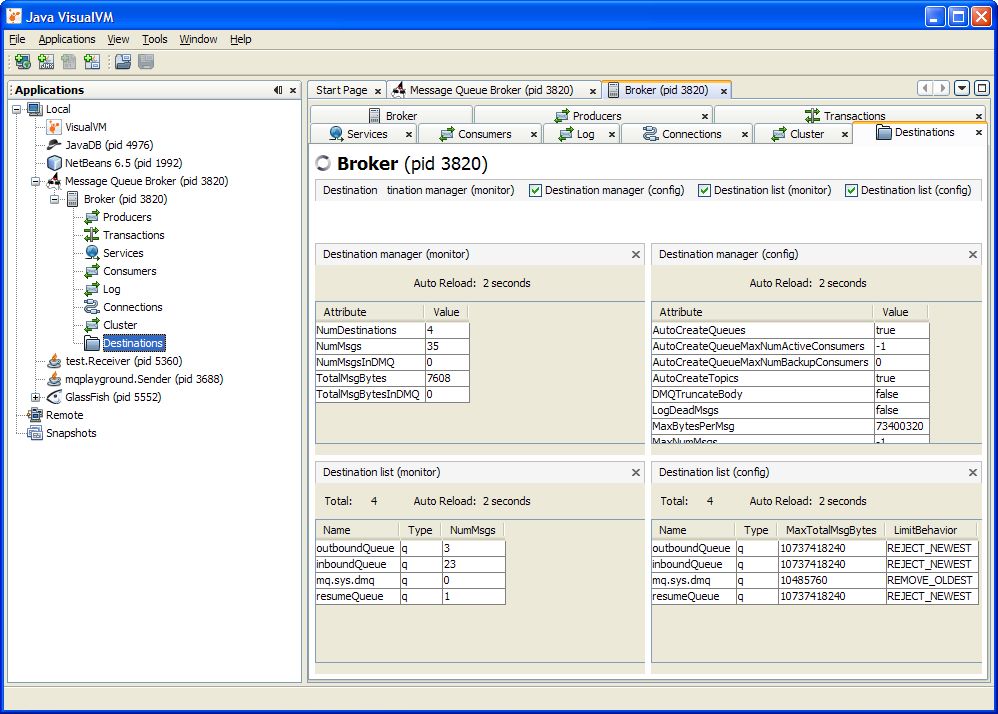 Java VisualVM
File Applications View Tools Window Help
Applications
Local
VisualVM
JavaDB (pid 4976)
NetBeans 6.5 (pid 1992)
Message Queue Broker (pid 3820)
Broker (pid 3820)
Producers
Transactions
Services
Consumers
Log
Connections
Cluster
Destinations
test.Receiver (pid 5360)
mqplayground.Sender (pid 3688)
GlassFish (pid 5552)
Remote
Snapshots
Start Page Message Queue Broker (pid 3820) Broker (pid 3820)
Broker Producers Transactions
Services Consumers Log Connections Cluster Destinations
Broker (pid 3820)
Destination tination manager (monitor) Destination manager (config) Destination list (monitor) Destination list (config)
Destination manager (monitor)
Auto Reload: 2 seconds
Attribute Value
NumDestinations 4
NumMsgs 35
NumMsgsInDMQ 0
TotalMsgBytes 7608
TotalMsgBytesInDMQ 0
Destination manager (config)
Auto Reload: 2 seconds
Attribute Value
AutoCreateQueues true
AutoCreateQueueMaxNumActiveConsumers -1
AutoCreateQueueMaxNumBackupConsumers 0
AutoCreateTopics true
DMQTruncateBody false
LogDeadMsgs false
MaxBytesPerMsg 73400320
MaxNumMsgs -1
Destination list (monitor)
Total: 4 Auto Reload: 2 seconds
Name Type NumMsgs
outboundQueue q 3
inboundQueue q 23
mq.sys.dmq q 0
resumeQueue q 1
Destination list (config)
Total: 4 Auto Reload: 2 seconds
Name Type MaxTotalMsgBytes LimitBehavior
outboundQueue q 10737418240 REJECT_NEWEST
inboundQueue q 10737418240 REJECT_NEWEST
mq.sys.dmq q 10485760 REMOVE_OLDEST
resumeQueue q 10737418240 REJECT_NEWEST